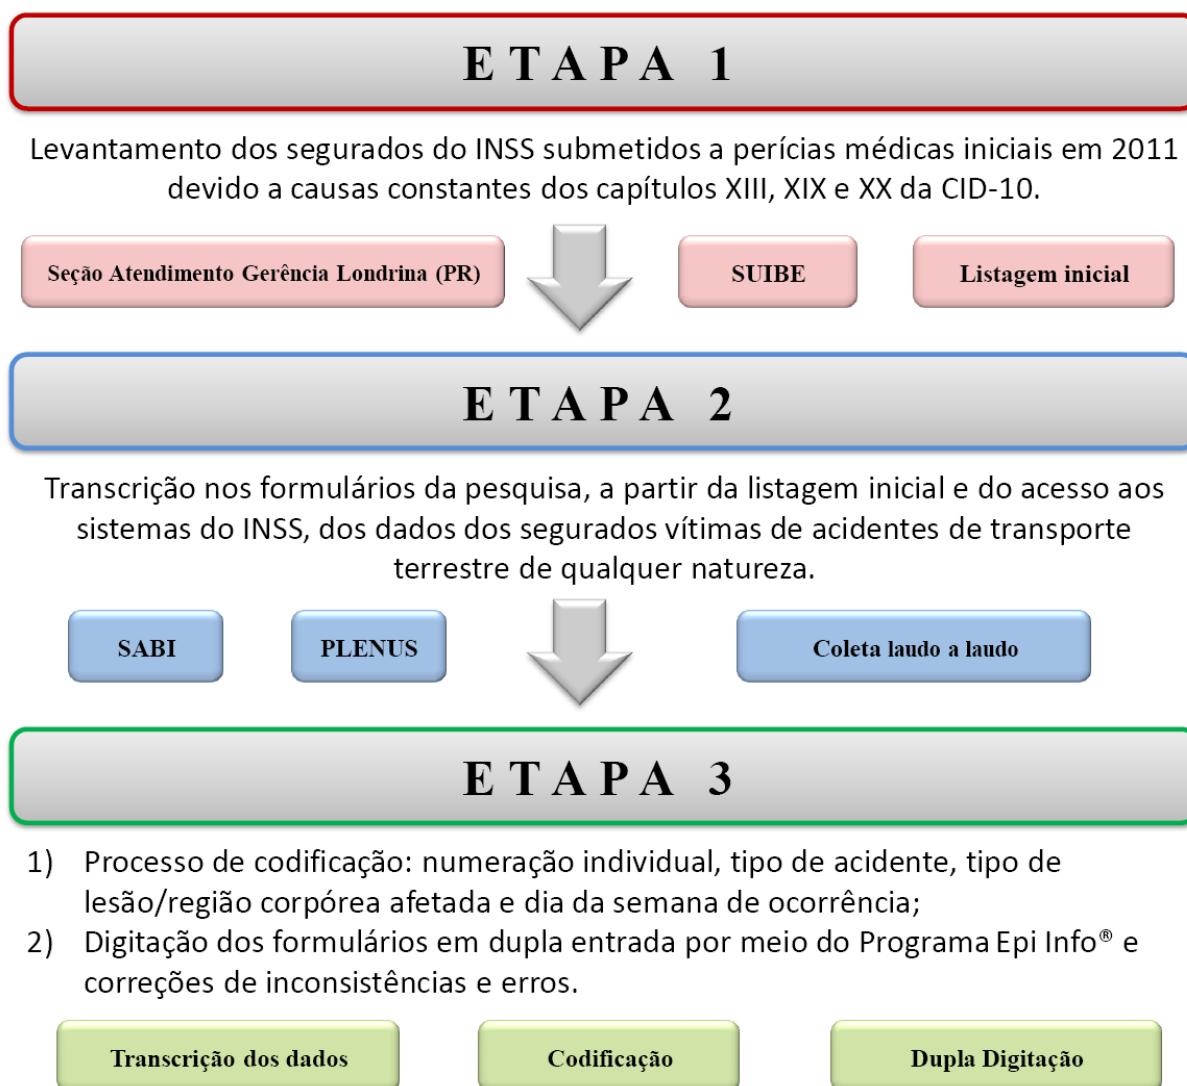 ETAPA 1
Levantamento dos segurados do INSS submetidos a perícias médicas iniciais em 2011
devido a causas constantes dos capítulos XIII, XIX e XX da CID-10.
Seção Atendimento Gerência Londrina (PR)
SUIBE
Listagem inicial
ETAPA 2
Transcrição nos formulários da pesquisa, a partir da listagem inicial e do acesso aos
sistemas do INSS, dos dados dos segurados vítimas de acidentes de transporte
terrestre de qualquer natureza.
SABI
PLENUS
Coleta laudo a laudo
ETAPA 3
1) Processo de codificação: numeração individual, tipo de acidente, tipo de
lesão/região corpórea afetada e dia da semana de ocorrência;
2) Digitação dos formulários em dupla entrada por meio do Programa Epi Info® e
correções de inconsistências e erros.
Transcrição dos dados
Codificação
Dupla Digitação